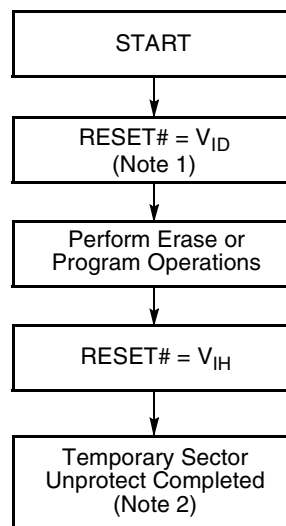 START
RESET# = VID
(Note 1)
Perform Erase or
Program Operations
RESET# = VIH
Temporary Sector
Unprotect Completed
(Note 2)